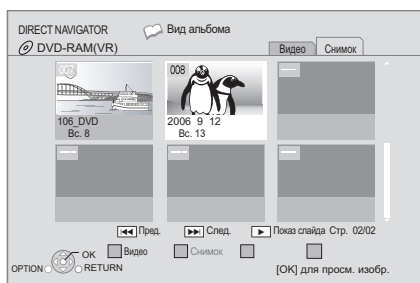 DIRECT NAVIGATOR Вид альбома
DVD-RAM(VR) Видео Снимок
007 008
106_DVD 2006 9 12
Вс. 8 Вс. 13
Пред. След. Показ слайда Стр. 02/02
OK Видео Снимок
OPTION RETURN [OK] для просм. изобр.